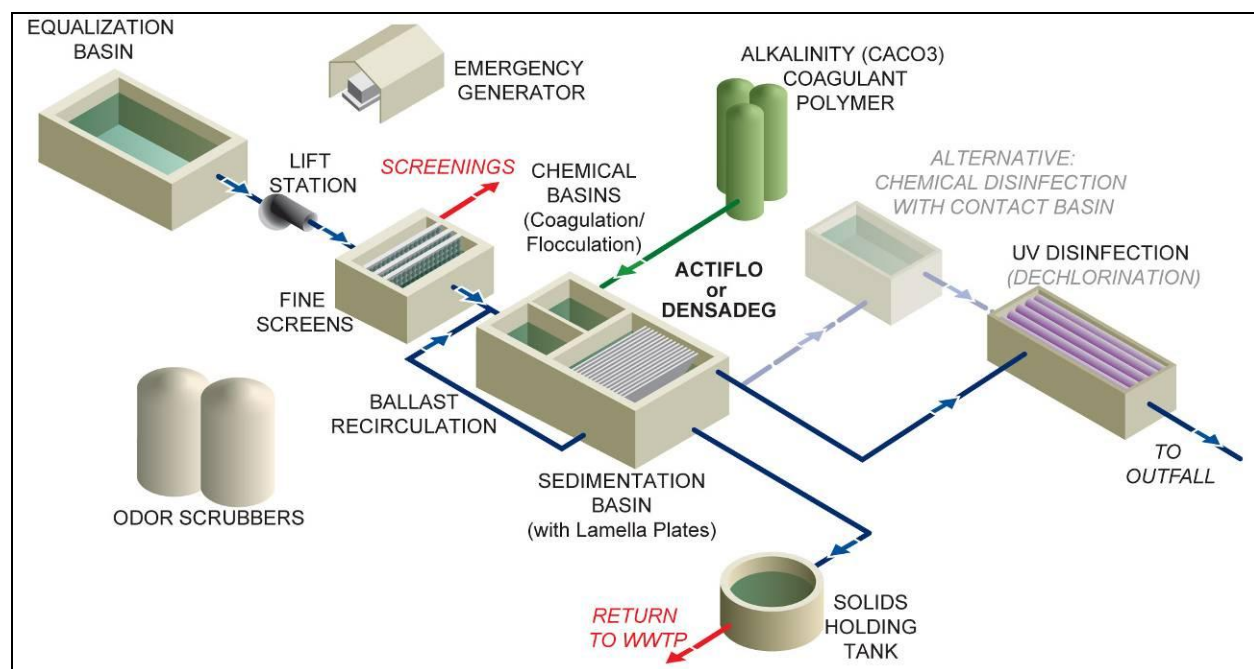 EQUALIZATION
BASIN
EMERGENCY
GENERATOR
ALKALINITY (CACO3)
COAGULANT
POLYMER
LIFT
STATION
SCREENINGS
CHEMICAL
BASINS
(Coagulation/
Flocculation)
ALTERNATIVE:
CHEMICAL DISINFECTION
WITH CONTACT BASIN
FINE
SCREENS
ACTIFLO
or
DENSADEG
UV DISINFECTION
(DECHLORINATION)
BALLAST
RECIRCULATION
TO
OUTFALL
ODOR SCRUBBERS
SEDIMENTATION
BASIN
(with Lamella Plates)
RETURN
TO WWTP
SOLIDS
HOLDING
TANK